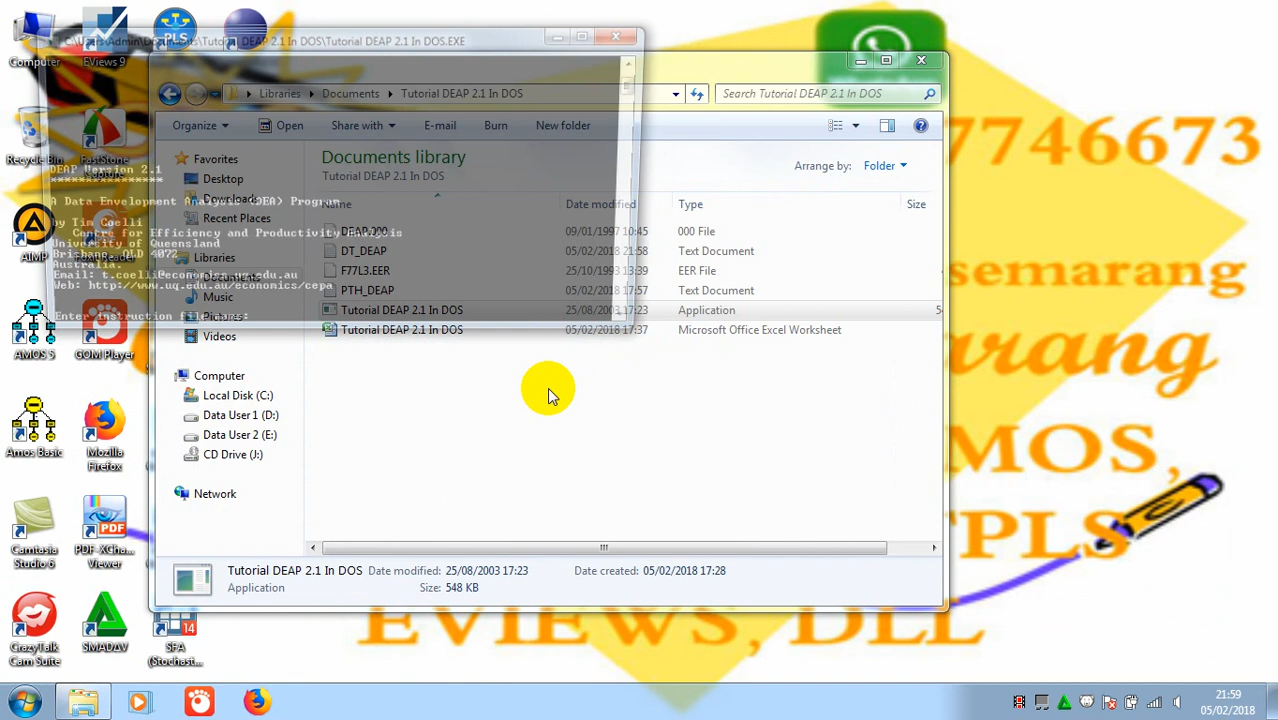 C:\Users\Admin\Documents\Tutorial DEAP 2.1 In DOS\Tutorial DEAP 2.1 In DOS.EXE
Computer
EViews 9
PLS
Libraries
Documents
Tutorial DEAP 2.1 In DOS
Search Tutorial DEAP 2.1 In DOS
Organize
Open
Share with
E-mail
Burn
New folder
7746673
Recycle Bin
FastStone
Favorites
Desktop
Downloads
Recent Places
Documents library
Tutorial DEAP 2.1 In DOS
Arrange by:
Folder
DEAP Version 2.1
****************
A Data Envelopment Analysis (DEA) Program
by Tim Coelli
Centre for Efficiency and Productivity Analysis
University of Queensland
Brisbane, QLD 4072
Australia.
Email: t.coelli@economics.uq.edu.au
Web: http://www.uq.edu.au/economics/cepa
Enter instruction file name:
Name
Date modified
Type
Size
DEAP.000
09/01/1997 10:45
000 File
DT_DEAP
05/02/2018 21:58
Text Document
F77L3.EER
25/10/1993 13:39
EER File
PTH_DEAP
05/02/2018 17:57
Text Document
Tutorial DEAP 2.1 In DOS
25/08/2003 17:23
Application
Tutorial DEAP 2.1 In DOS
05/02/2018 17:37
Microsoft Office Excel Worksheet
Libraries
Documents
Music
Pictures
Videos
Computer
Local Disk (C:)
Data User 1 (D:)
Data User 2 (E:)
CD Drive (J:)
Network
semarang
AMOS 5
GOM Player
Amos Basic
Mozilla
Firefox
MOS,
Camtasia
Studio 6
PDF-XCha...
Viewer
TPLS
CrazyTalk
Cam Suite
SMADAV
14
SFA
(Stochast...
EVIEWS, DLL
Tutorial DEAP 2.1 In DOS
Application
Date modified: 25/08/2003 17:23
Size: 548 KB
Date created: 05/02/2018 17:28
21:59
05/02/2018